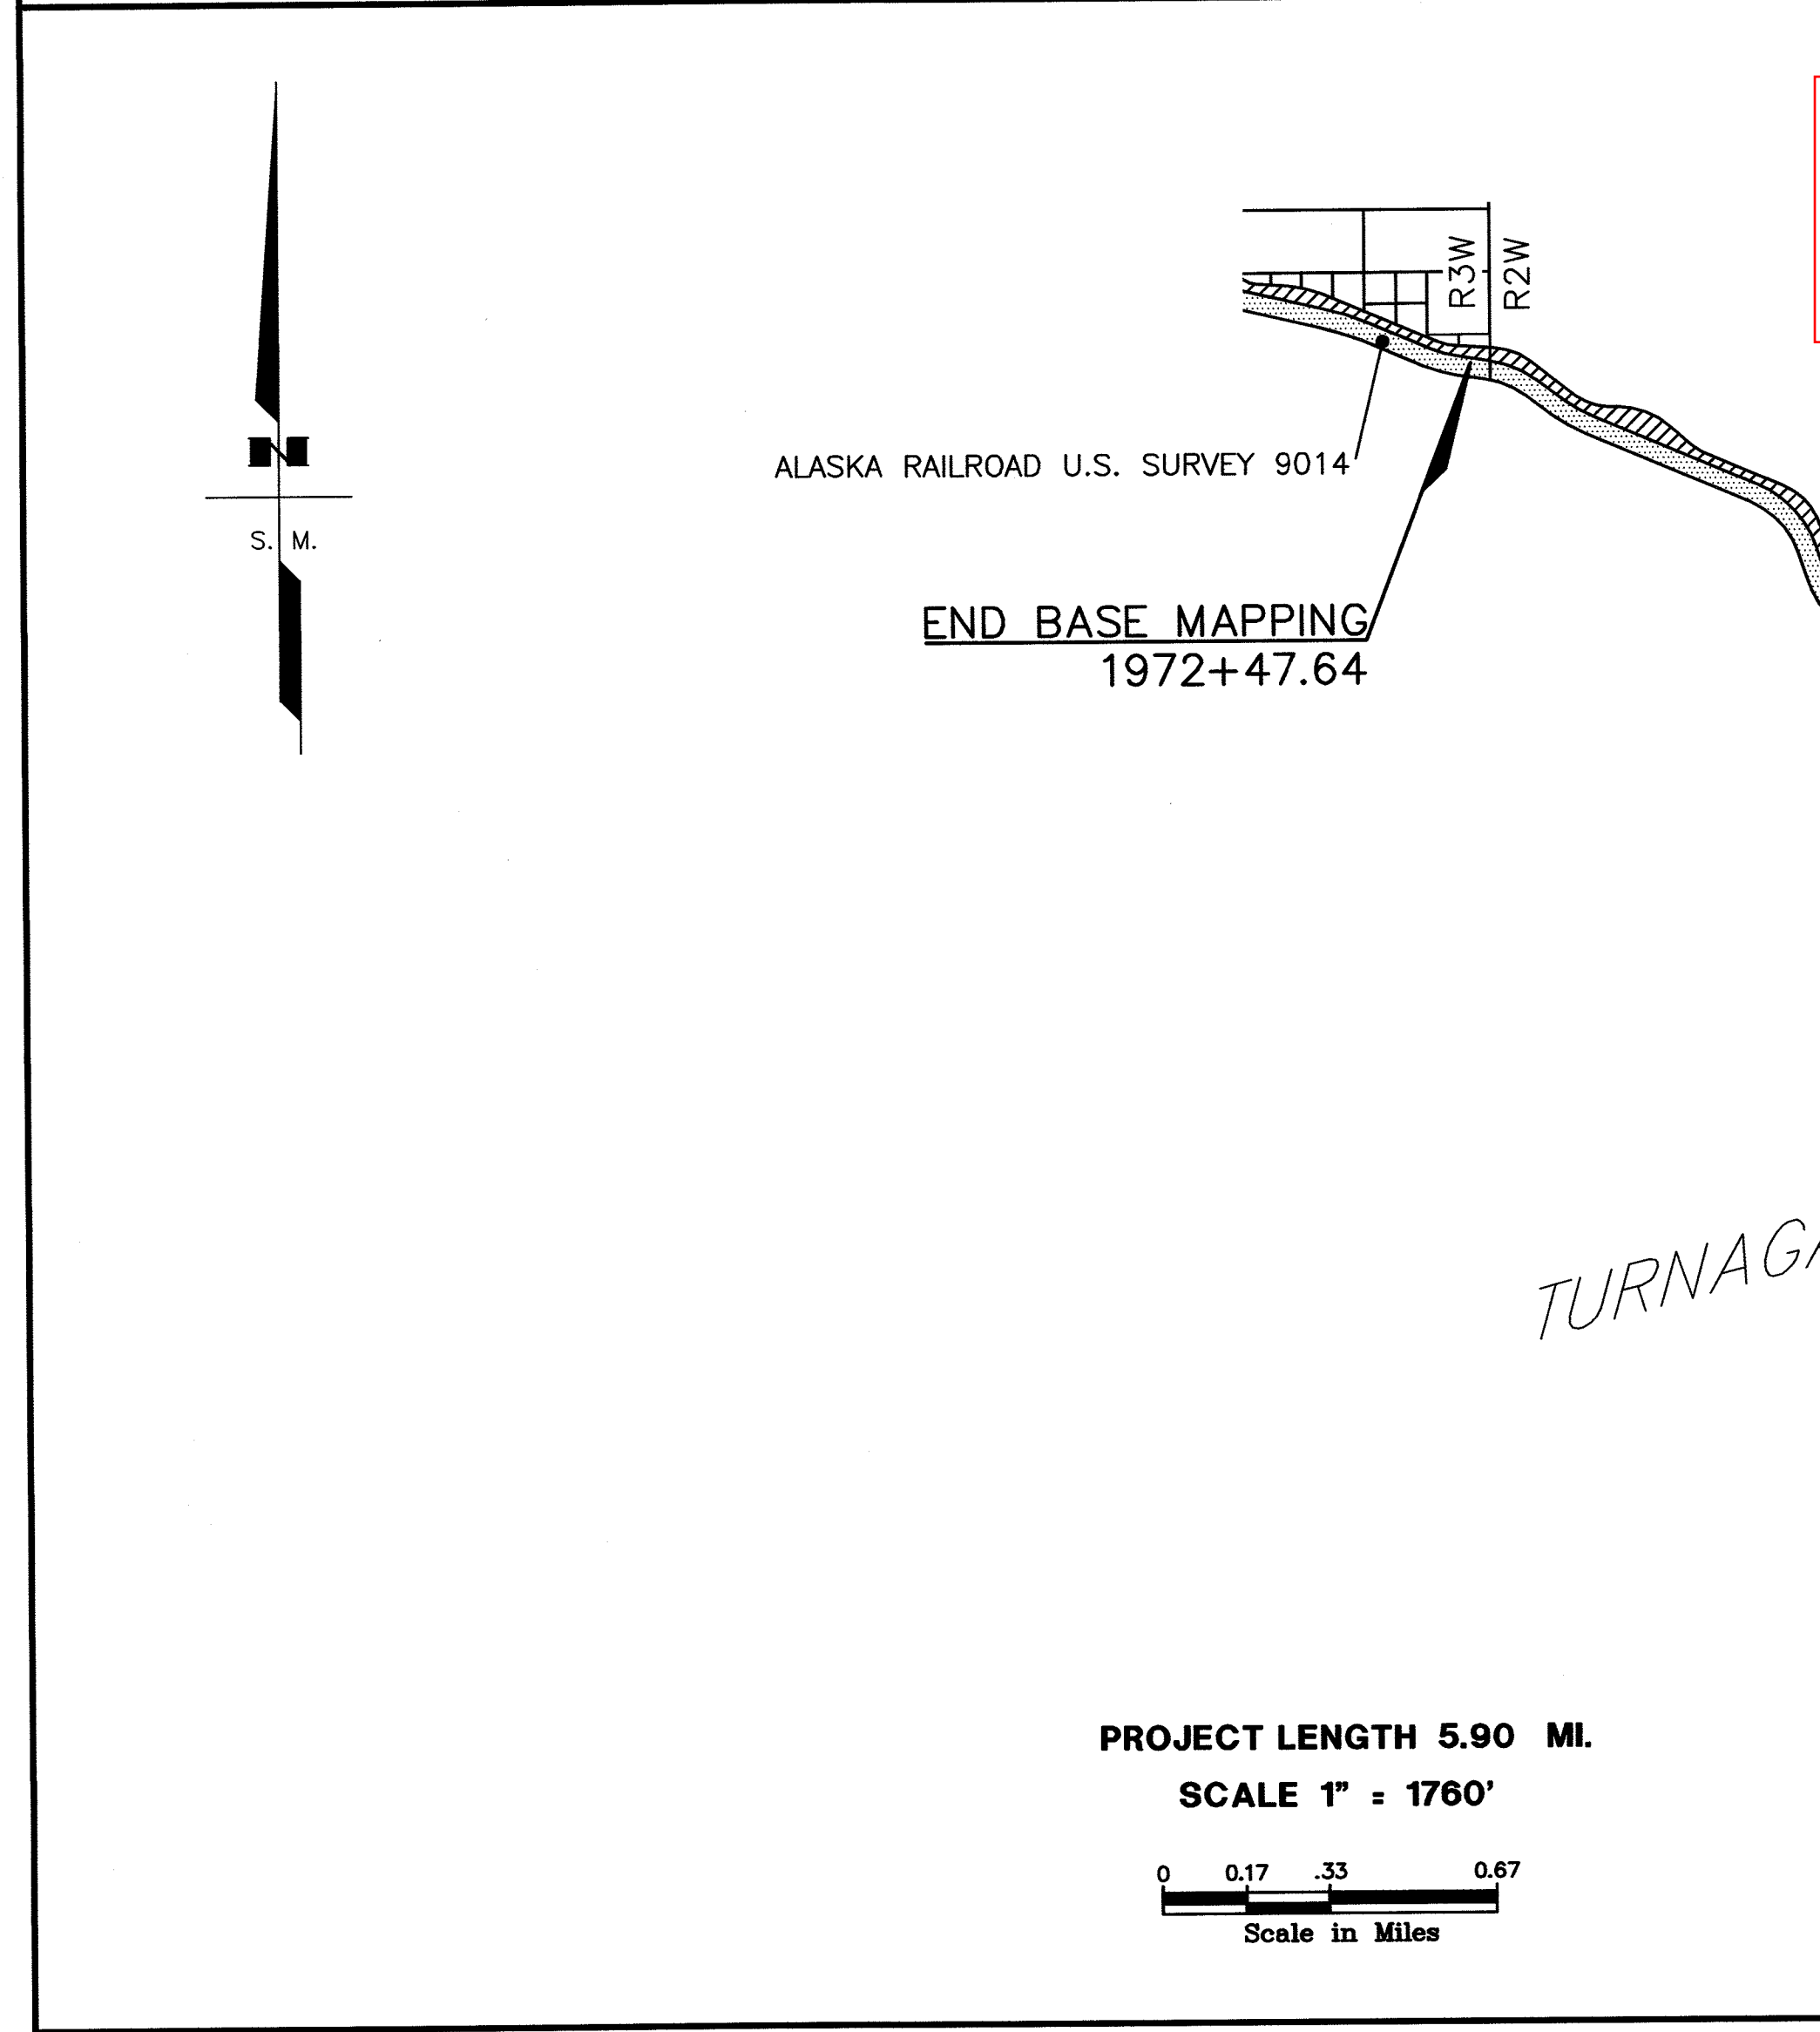 R3W
R2W
ALASKA RAILROAD U.S. SURVEY 9014
N
S. M.
END BASE MAPPING
1972+47.64
TURNAGA
PROJECT LENGTH 5.90 MI.
SCALE 1" = 1760'
0 0.17 .33 0.67
Scale in Miles